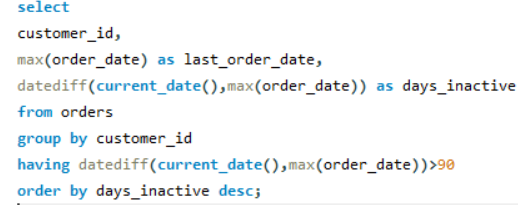 select
customer_id,
max(order_date) as last_order_date,
datediff(current_date(),max(order_date)) as days_inactive
from orders
group by customer_id
having datediff(current_date(),max(order_date))>90
order by days_inactive desc;